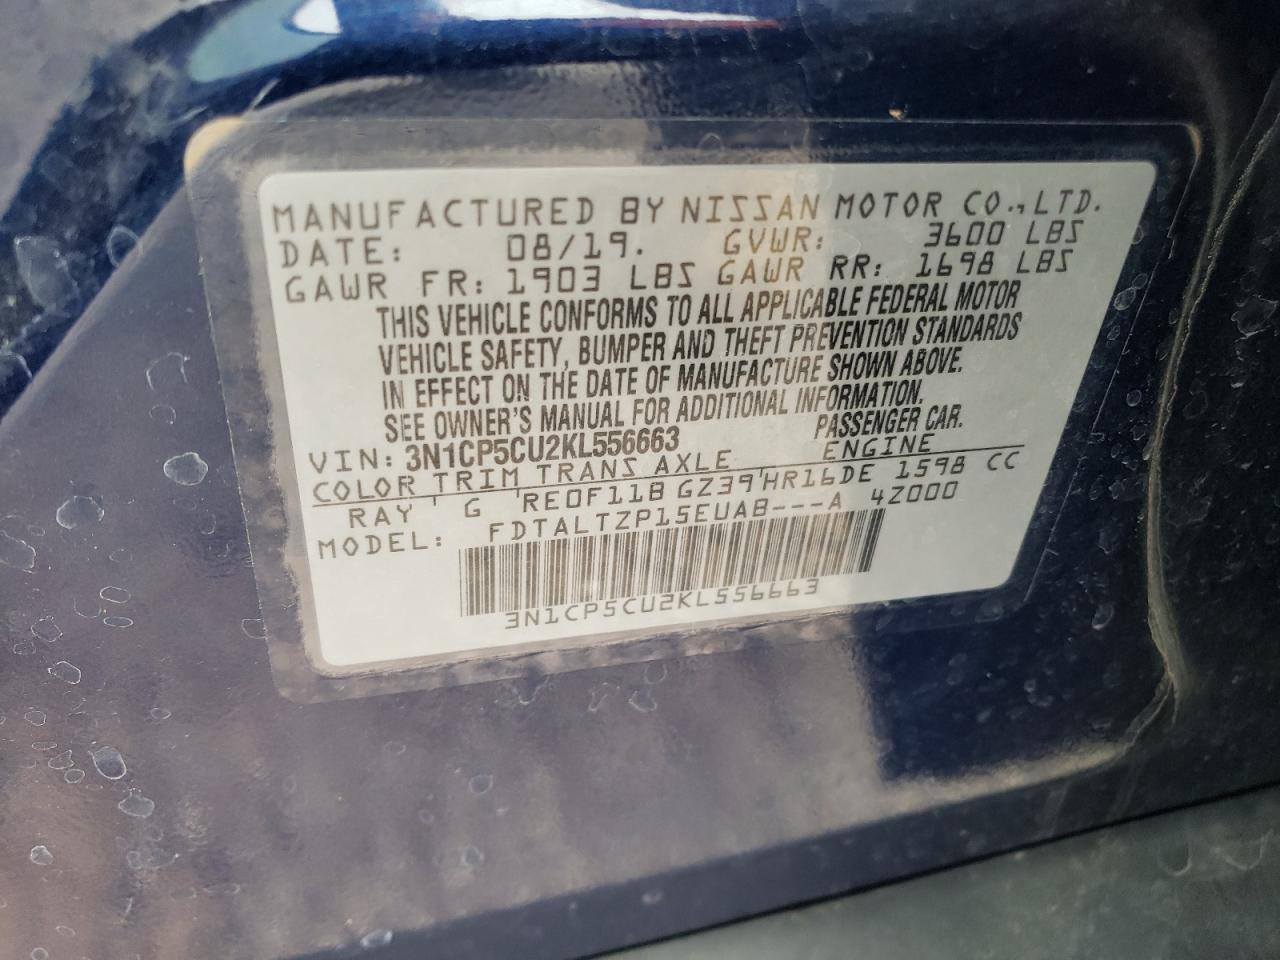 MANUFACTURED BY NISSAN MOTOR CO.,LTD.
DATE: 08/19. GVWR: 3600 LBS
GAWR FR: 1903 LBS GAWR RR: 1698 LBS
THIS VEHICLE CONFORMS TO ALL APPLICABLE FEDERAL MOTOR
VEHICLE SAFETY, BUMPER AND THEFT PREVENTION STANDARDS
IN EFFECT ON THE DATE OF MANUFACTURE SHOWN ABOVE.
SEE OWNER'S MANUAL FOR ADDITIONAL INFORMATION.
VIN: 3N1CP5CU2KL556663 PASSENGER CAR.
COLOR TRIM TRANS AXLE ENGINE
RAY G RE0F11B GZ39 HR16DE 1598 CC
MODEL: FDTALTZP15EUAB---A 4Z000
3N1CP5CU2KL556663